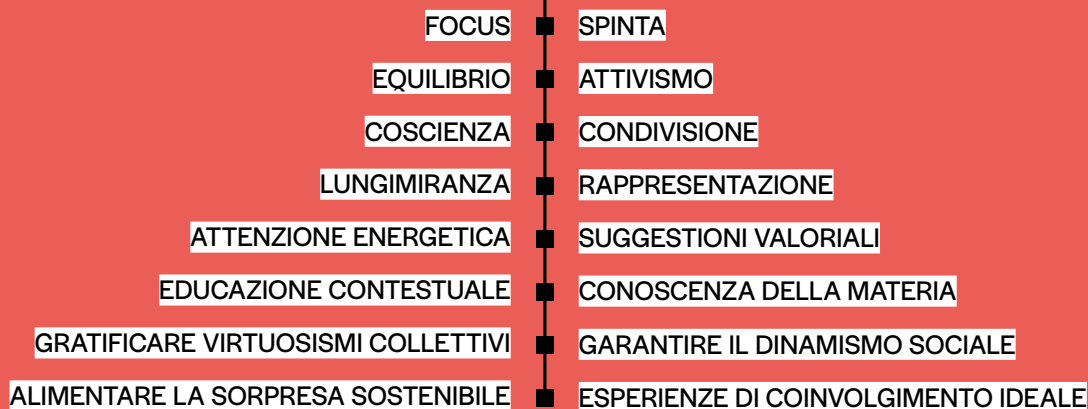 FOCUS SPINTA
EQUILIBRIO ATTIVISMO
COSCIENZA CONDIVISIONE
LUNGIMIRANZA RAPPRESENTAZIONE
ATTENZIONE ENERGETICA SUGGESTIONI VALORIALI
EDUCAZIONE CONTESTUALE CONOSCENZA DELLA MATERIA
GRATIFICARE VIRTUOSISMI COLLETTIVI GARANTIRE IL DINAMISMO SOCIALE
ALIMENTARE LA SORPRESA SOSTENIBILE ESPERIENZE DI COINVOLGIMENTO IDEALE